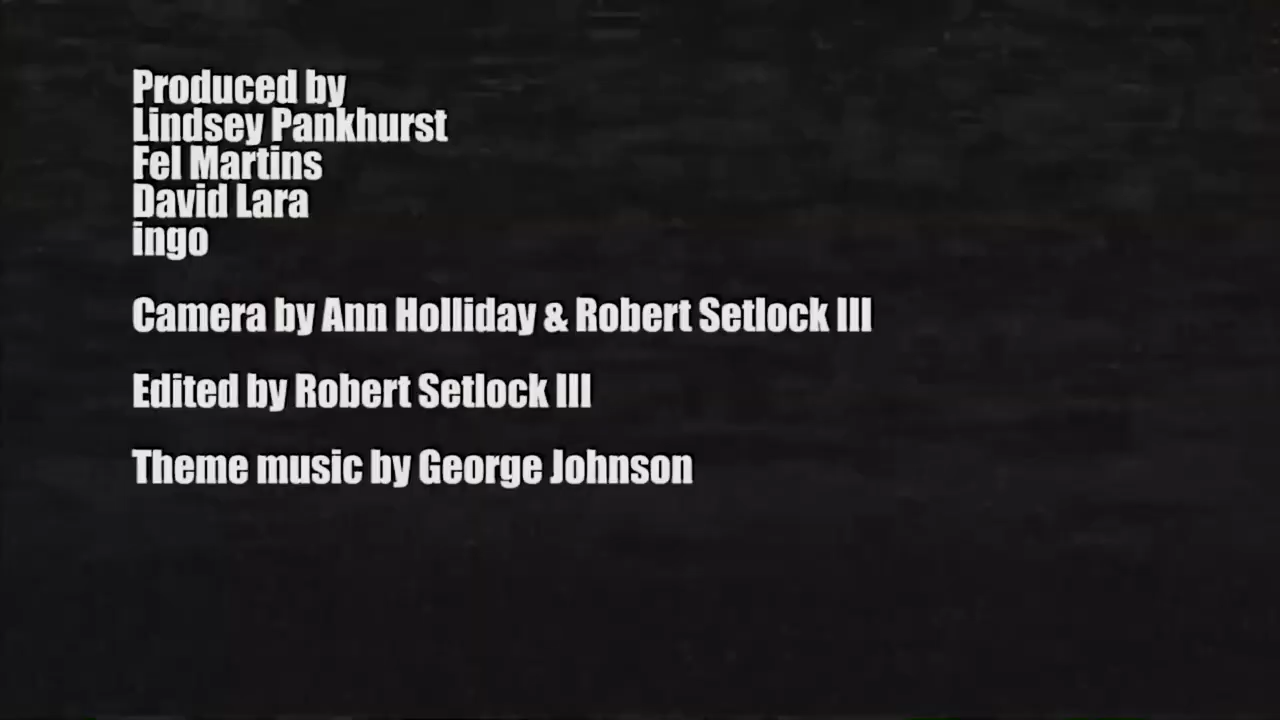 Produced by
Lindsey Pankhurst
Fel Martins
David Lara
ingo
Camera by Ann Holliday & Robert Setlock III
Edited by Robert Setlock III
Theme music by George Johnson